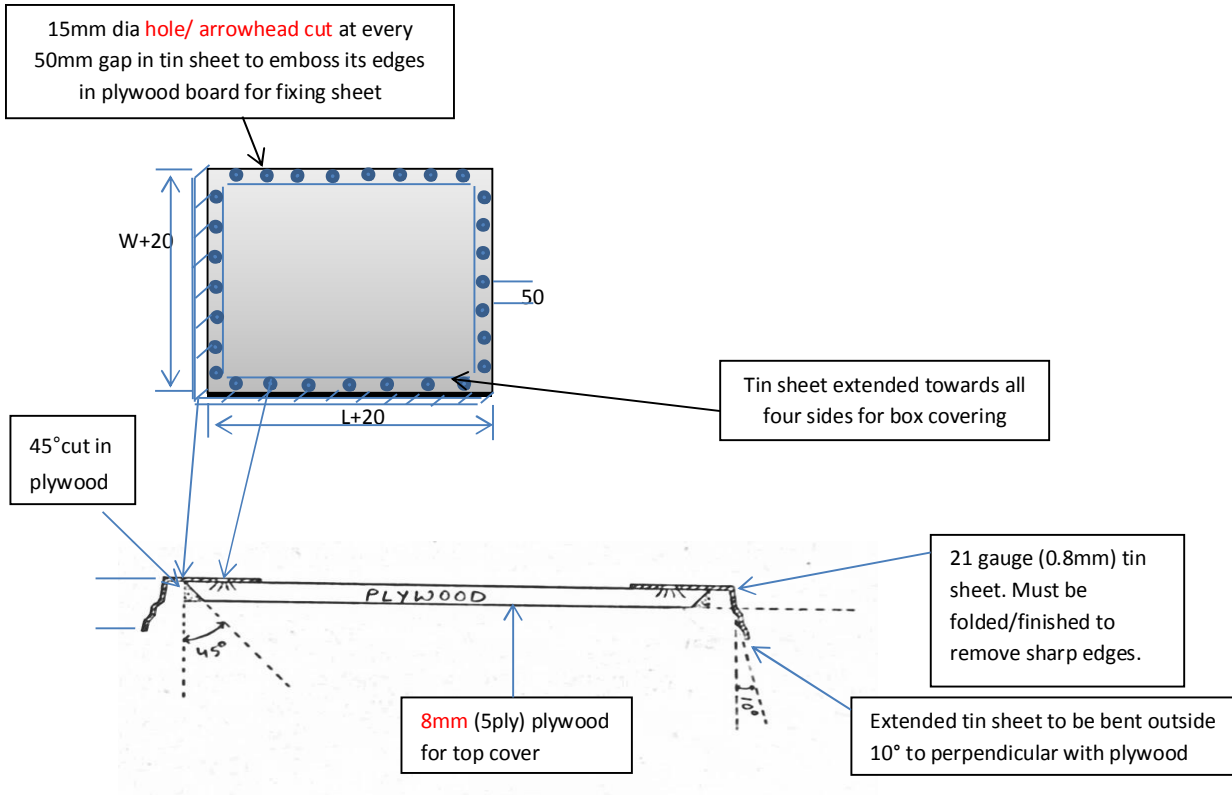 15mm dia hole/ arrowhead cut at every
50mm gap in tin sheet to emboss its edges
in plywood board for fixing sheet
W+20
50
Tin sheet extended towards all
four sides for box covering
L+20
45°cut in
plywood
21 gauge (0.8mm) tin
sheet. Must be
folded/finished to
remove sharp edges.
PLYWOOD
45°
10°
8mm (5ply) plywood
for top cover
Extended tin sheet to be bent outside
10° to perpendicular with plywood